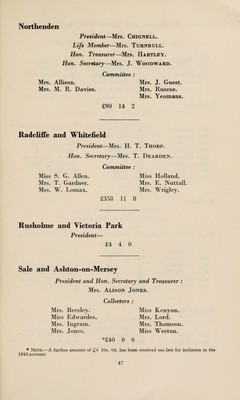 Northenden
President—Mrs. Chignell.
Life Member—Mrs. Turnbull.
Hon. Treasurer—Mrs. Hartley.
Hon. Secretary—Mrs. J. Woodward.
Committee :
Mrs. Allison. Mrs. J. Guest.
Mrs. M. R. Davies. Mrs. Ruscoe.
Mrs. Yeomans.
£90 14 2
Radcliffe and Whitefield
President—Mrs. H. T. Thorp.
Hon. Secretary—Mrs. T. Dearden.
Committee :
Miss S. G. Allen. Miss Holland.
Mrs. T. Gardner. Mrs. E. Nuttall.
Mrs. W. Lomax. Mrs. Wrigley.
£358 11 8
Rusholme and Victoria Park
President—
£4 4 0
Sale and Ashton-on-Mersey
President and Hon. Secretary and Treasurer :
Mrs. Alison Jones.
Collectors :
Mrs. Beesley. Miss Kenyon.
Miss Edwardes. Mrs. Lord.
Mrs. Ingram. Mrs. Thomson.
Mrs. Jones. Miss Weston.
*£40 0 0
* Note.—A further amount of £4 10s. 0d. has been received too late for inclusion in the
1945 account.
47